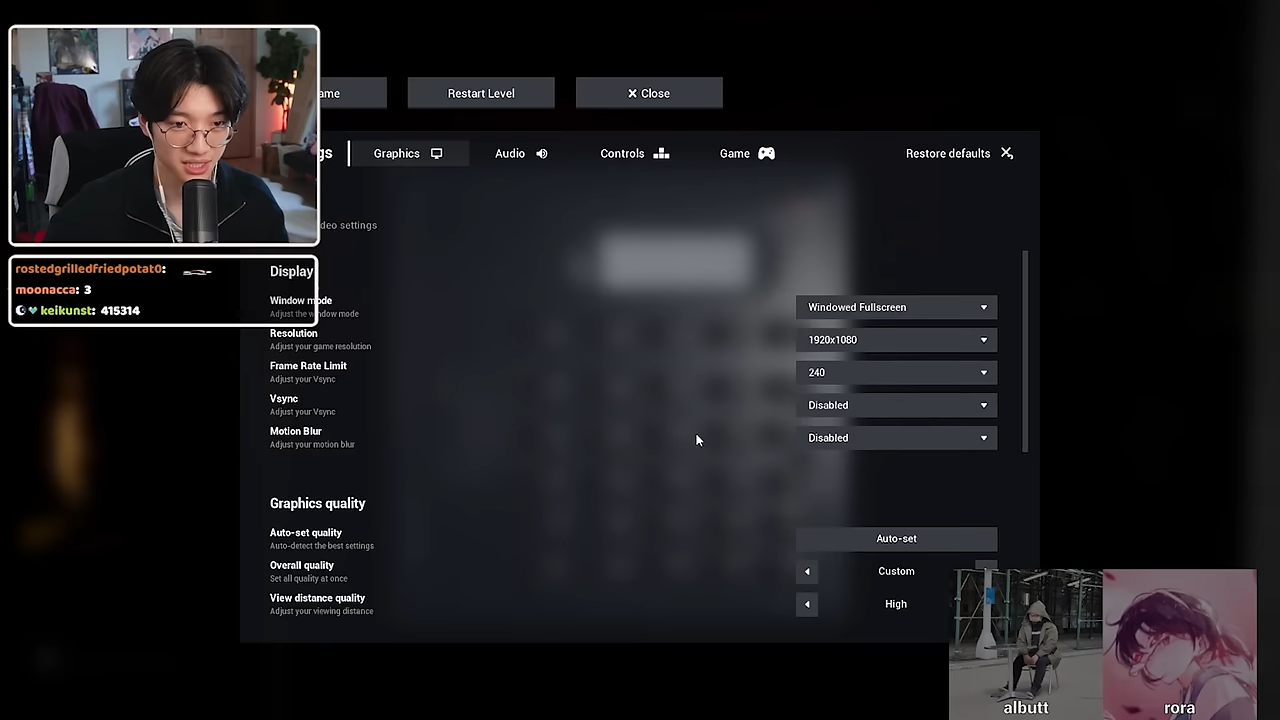 ame
Restart Level
Close
gs
Graphics
Audio
Controls
Game
Restore defaults
deo settings
rostedgrilledfriedpotat0:
moonacca: 3
keikunst: 415314
Display
Window mode
Adjust the window mode
Windowed Fullscreen
Resolution
Adjust your game resolution
1920x1080
Frame Rate Limit
Adjust your Vsync
240
Vsync
Adjust your Vsync
Disabled
Motion Blur
Adjust your motion blur
Disabled
Graphics quality
Auto-set quality
Auto-detect the best settings
Auto-set
Overall quality
Set all quality at once
Custom
View distance quality
Adjust your viewing distance
High
albutt
rora